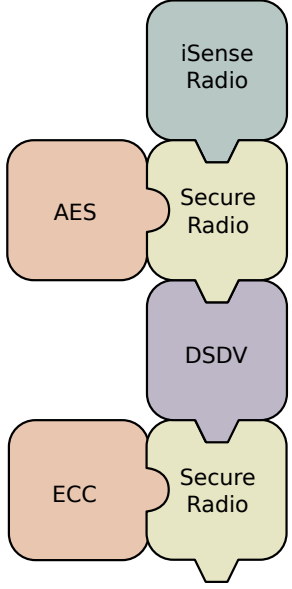 iSense
Radio
AES
Secure
Radio
DSDV
ECC
Secure
Radio